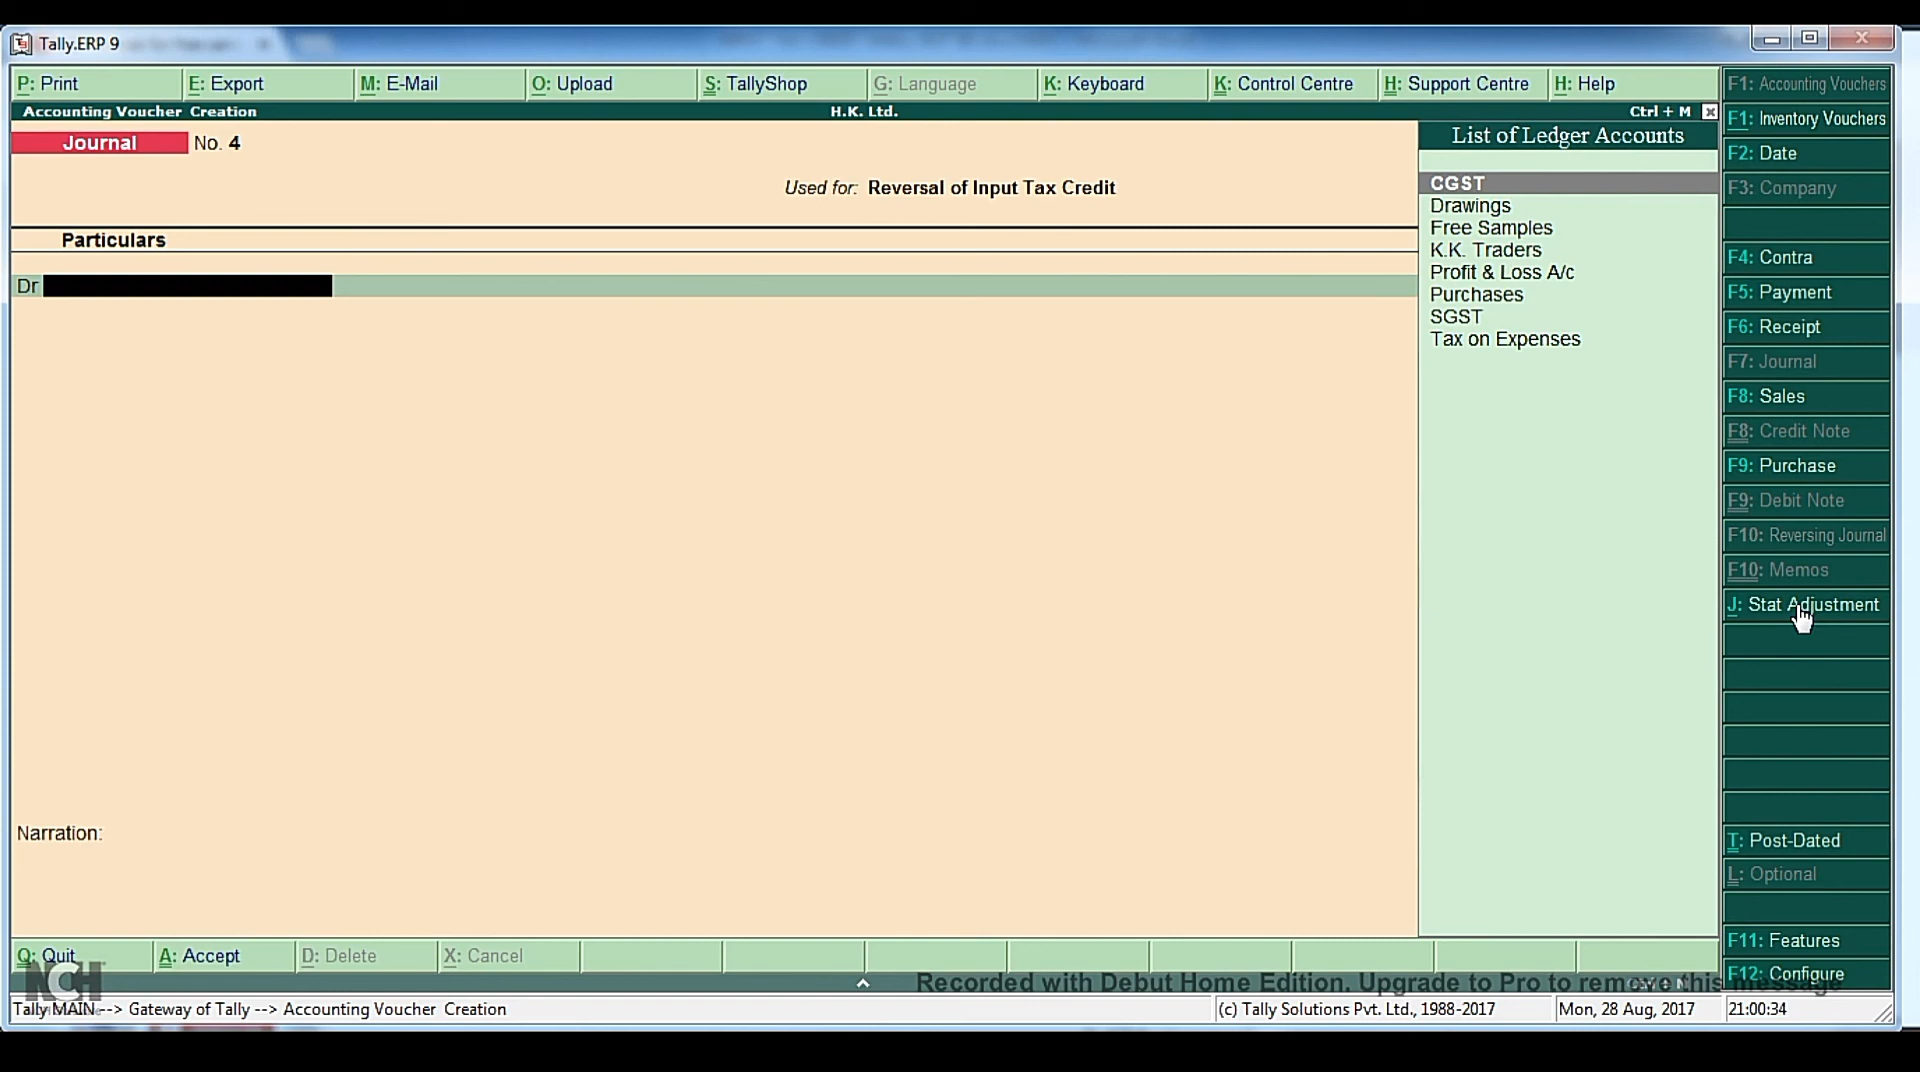 Tally.ERP 9
P: Print E: Export M: E-Mail O: Upload S: TallyShop G: Language K: Keyboard K: Control Centre H: Support Centre H: Help
Accounting Voucher Creation H.K. Ltd. Ctrl + M
Journal No. 4
Used for: Reversal of Input Tax Credit
Particulars
Dr
Narration:
List of Ledger Accounts
CGST
Drawings
Free Samples
K.K. Traders
Profit & Loss A/c
Purchases
SGST
Tax on Expenses
F1: Accounting Vouchers
F1: Inventory Vouchers
F2: Date
F3: Company
F4: Contra
F5: Payment
F6: Receipt
F7: Journal
F8: Sales
F8: Credit Note
F9: Purchase
F9: Debit Note
F10: Reversing Journal
F10: Memos
J: Stat Adjustment
T: Post-Dated
L: Optional
F11: Features
F12: Configure
Q: Quit A: Accept D: Delete X: Cancel
NCH
Recorded with Debut Home Edition. Upgrade to Pro to remove this message
Tally MAIN --> Gateway of Tally --> Accounting Voucher Creation (c) Tally Solutions Pvt. Ltd., 1988-2017 Mon, 28 Aug, 2017 21:00:34